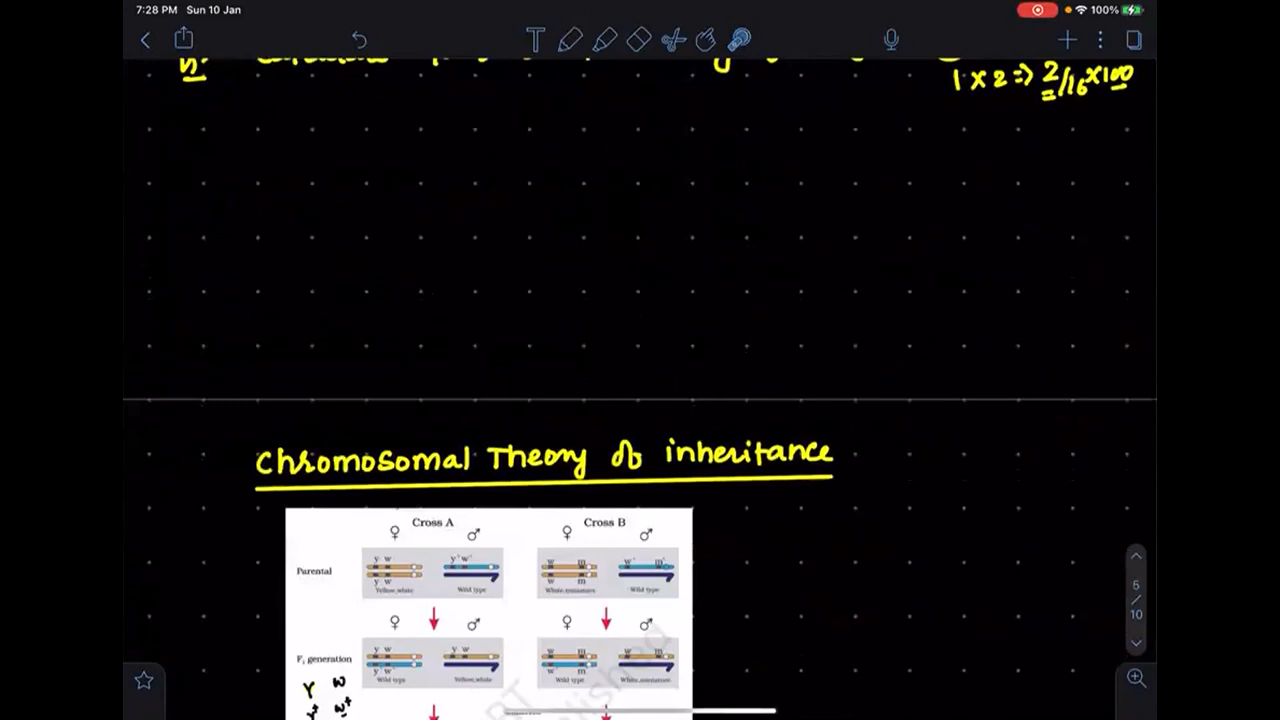 7:28 PM Sun 10 Jan
100%
1 x 2 => 2/16 x 100
Chromosomal Theory of inheritance
Cross A
Cross B
Parental
y w
y⁺ w⁺
w m
w⁺ m⁺
y w
w m
Yellow, white
Wild type
White, miniature
Wild type
F₁ generation
y w
y w
w m
w m
y⁺ w⁺
w⁺ m⁺
Wild type
Yellow, white
Wild type
White, miniature
Y w
Y⁺ w⁺
5
/
10